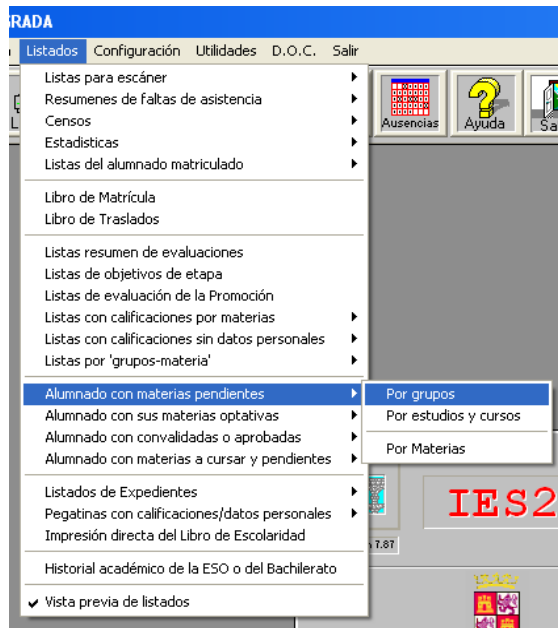 GRADA
Listados Configuración Utilidades D.O.C. Salir
Listas para escáner
Resumenes de faltas de asistencia
Censos
Estadisticas
Listas del alumnado matriculado
Ausencias
Ayuda
Sa
Libro de Matrícula
Libro de Traslados
Listas resumen de evaluaciones
Listas de objetivos de etapa
Listas de evaluación de la Promoción
Listas con calificaciones por materias
Listas con calificaciones sin datos personales
Listas por 'grupos-materia'
Alumnado con materias pendientes
Por grupos
Alumnado con sus materias optativas
Por estudios y cursos
Alumnado con convalidadas o aprobadas
Por Materias
Alumnado con materias a cursar y pendientes
Listados de Expedientes
Pegatinas con calificaciones/datos personales
IES2
Impresión directa del Libro de Escolaridad
7.87
Historial académico de la ESO o del Bachilerato
Vista previa de listados